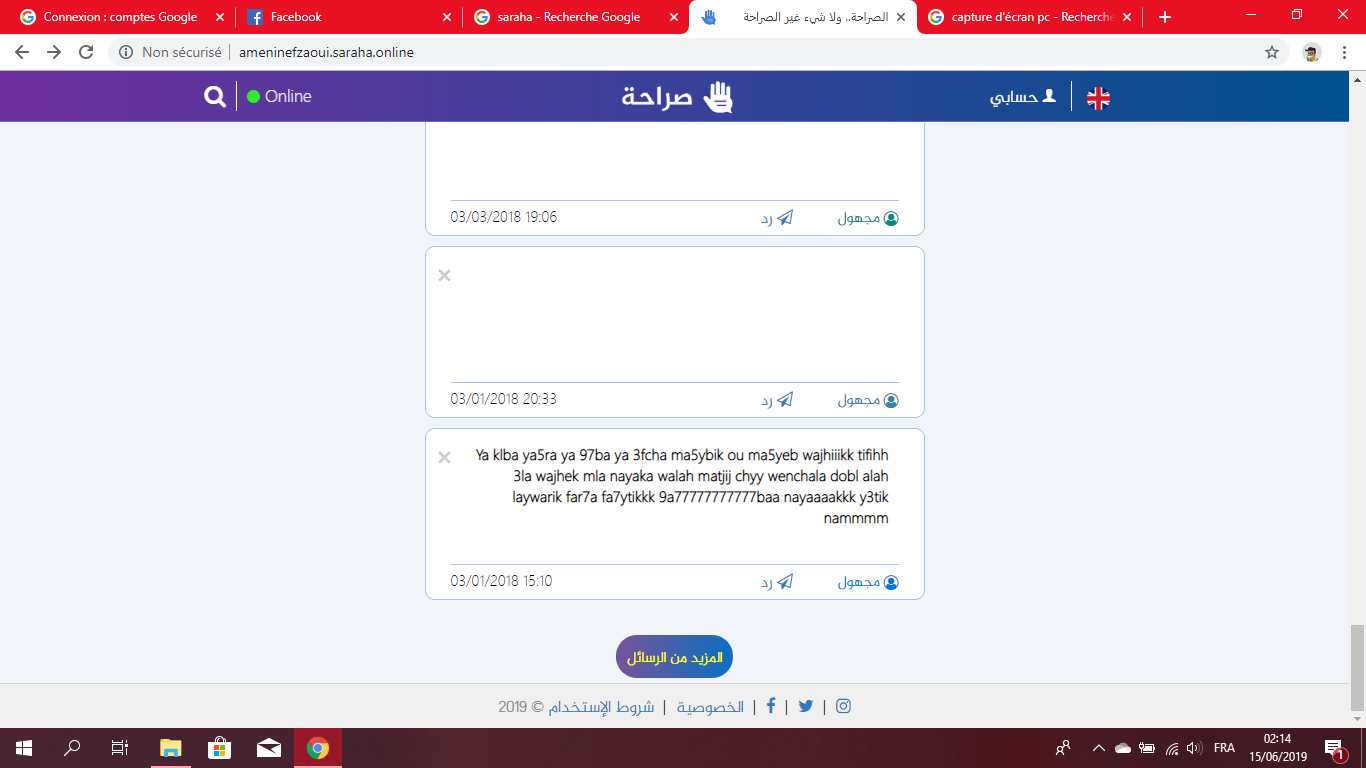 Connexion : comptes Google
Facebook
saraha - Recherche Google
الصراحة.. ولا شيء غير الصراحة
capture d'écran pc - Recherche
Non sécurisé
ameninefzaoui.saraha.online
Online
صراحة
حسابي
03/03/2018 19:06
رد
مجهول
03/01/2018 20:33
رد
مجهول
Ya klba ya5ra ya 97ba ya 3fcha ma5ybik ou ma5yeb wajhiiikk tifihh
3la wajhek mla nayaka walah matjij chyy wenchala dobl alah
laywarik far7a fa7ytikkk 9a77777777777baa nayaaaakkk y3tik
nammmm
03/01/2018 15:10
رد
مجهول
المزيد من الرسائل
الخصوصية | شروط الإستخدام © 2019
FRA
02:14
15/06/2019
1